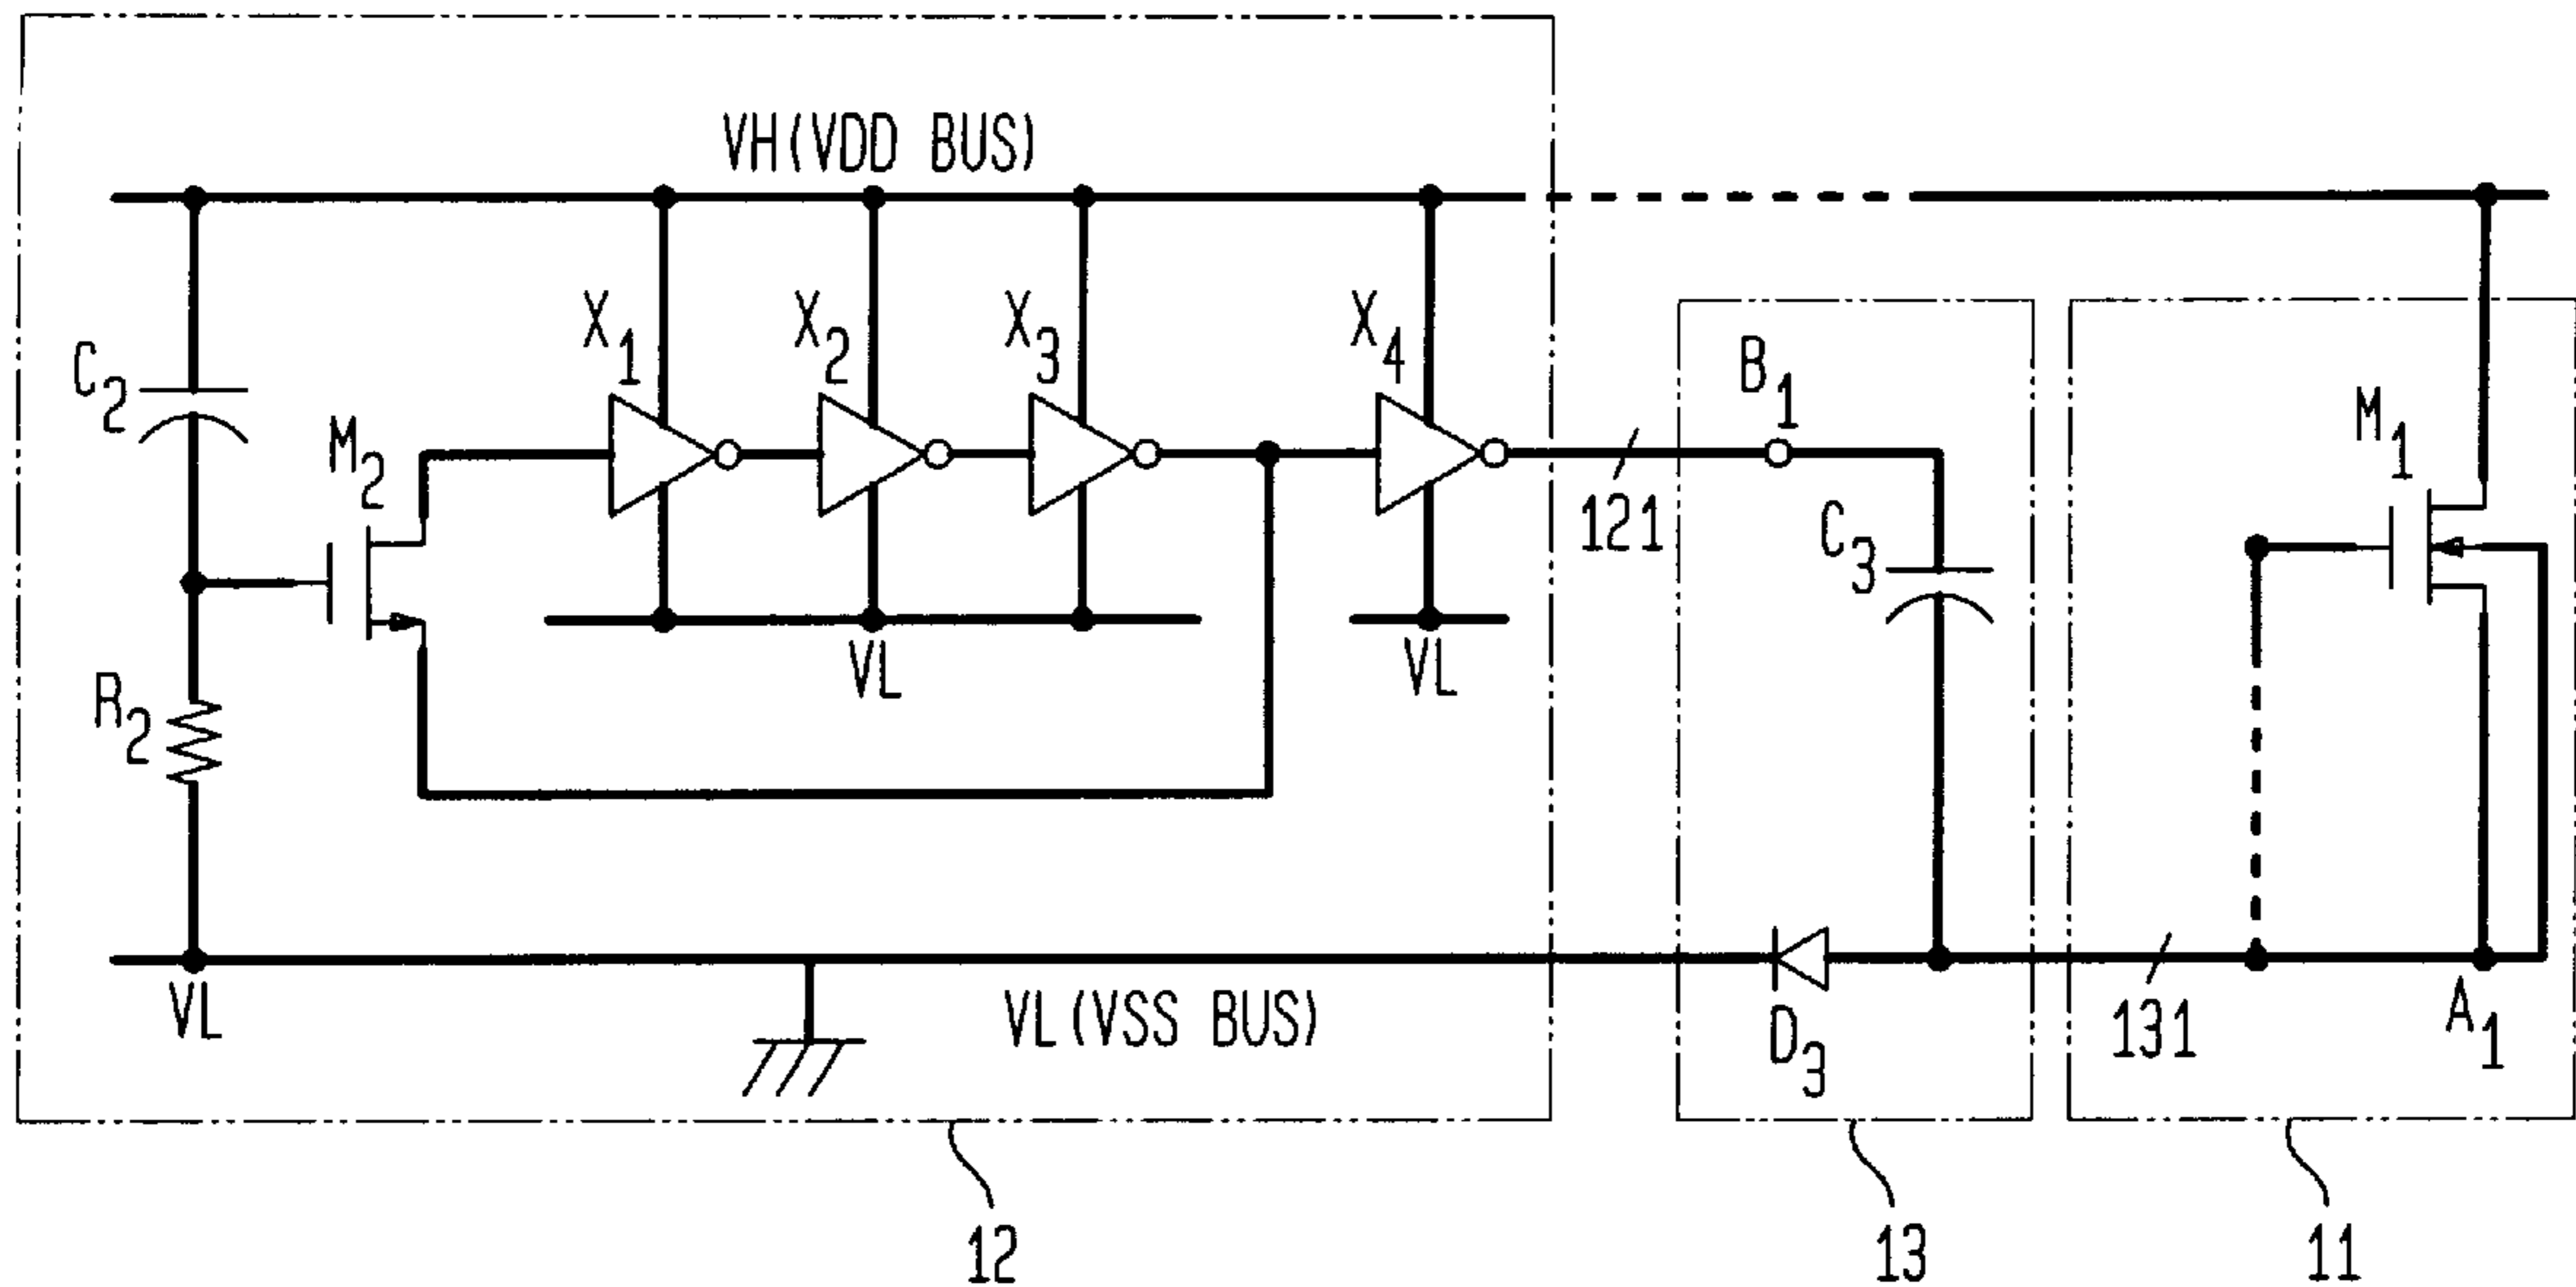 VH(VDD BUS)
X1
X2
X3
X4
C2
M2
B1
M1
121
C3
VL
VL
R2
VL
VL(VSS BUS)
D3
131
A1
12
13
11